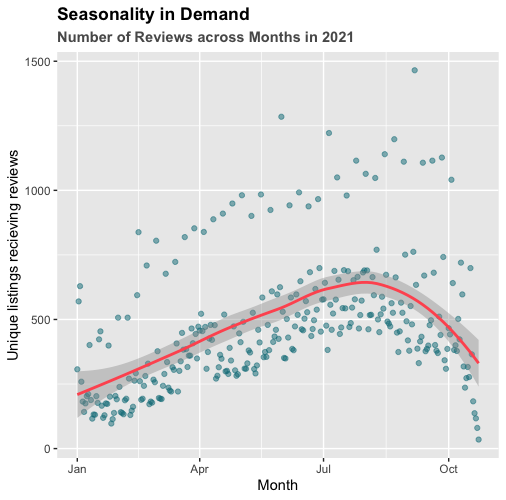 Seasonality in Demand
Number of Reviews across Months in 2021
Unique listings recieving reviews
1500
1000
500
0
Jan Apr Jul Oct
Month